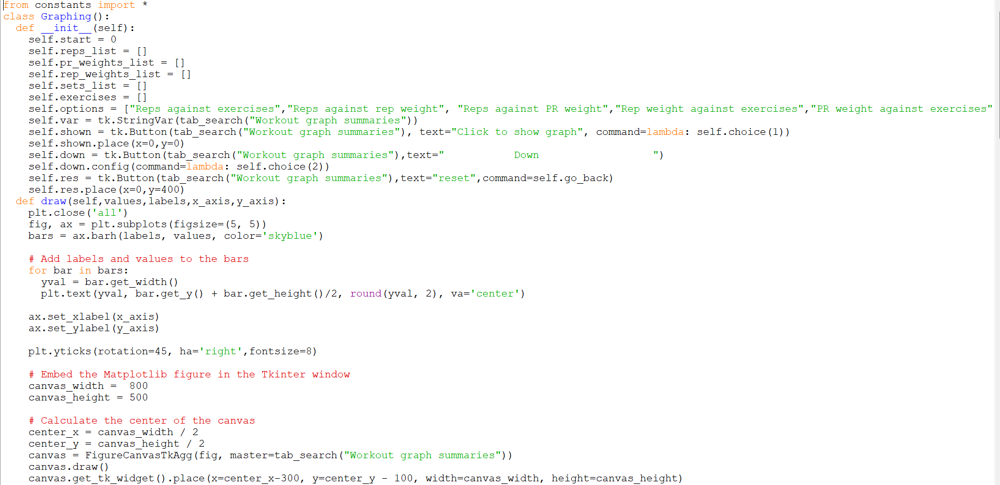 from constants import *
class Graphing():
  def __init__(self):
    self.start = 0
    self.reps_list = []
    self.pr_weights_list = []
    self.rep_weights_list = []
    self.sets_list = []
    self.exercises = []
    self.options = ["Reps against exercises","Reps against rep weight", "Reps against PR weight","Rep weight against exercises","PR weight against exercises"
    self.var = tk.StringVar(tab_search("Workout graph summaries"))
    self.shown = tk.Button(tab_search("Workout graph summaries"), text="Click to show graph", command=lambda: self.choice(1))
    self.shown.place(x=0,y=0)
    self.down = tk.Button(tab_search("Workout graph summaries"),text="           Down                  ")
    self.down.config(command=lambda: self.choice(2))
    self.res = tk.Button(tab_search("Workout graph summaries"),text="reset",command=self.go_back)
    self.res.place(x=0,y=400)
  def draw(self,values,labels,x_axis,y_axis):
    plt.close('all')
    fig, ax = plt.subplots(figsize=(5, 5))
    bars = ax.barh(labels, values, color='skyblue')

    # Add labels and values to the bars
    for bar in bars:
      yval = bar.get_width()
      plt.text(yval, bar.get_y() + bar.get_height()/2, round(yval, 2), va='center')

    ax.set_xlabel(x_axis)
    ax.set_ylabel(y_axis)

    plt.yticks(rotation=45, ha='right',fontsize=8)

    # Embed the Matplotlib figure in the Tkinter window
    canvas_width =  800
    canvas_height = 500

    # Calculate the center of the canvas
    center_x = canvas_width / 2
    center_y = canvas_height / 2
    canvas = FigureCanvasTkAgg(fig, master=tab_search("Workout graph summaries"))
    canvas.draw()
    canvas.get_tk_widget().place(x=center_x-300, y=center_y - 100, width=canvas_width, height=canvas_height)